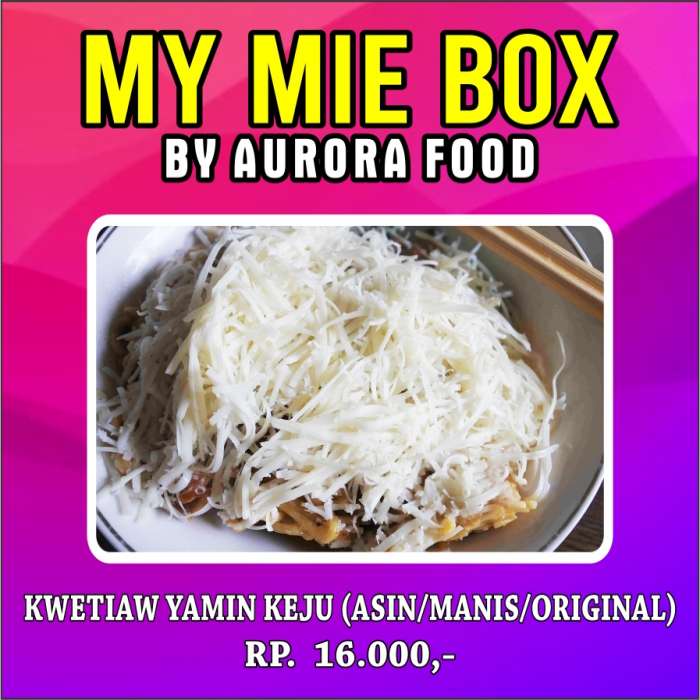 MY MIE BOX
BY AURORA FOOD
KWETIAW YAMIN KEJU (ASIN/MANIS/ORIGINAL)
RP. 16.000,-